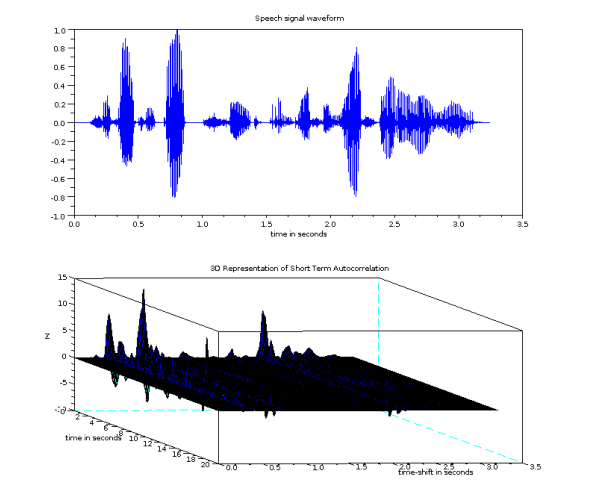 Speech signal waveform
1.0
0.8
0.6
0.4
0.2
0.0
-0.2
-0.4
-0.6
-0.8
-1.0
0.0 0.5 1.0 1.5 2.0 2.5 3.0 3.5
time in seconds
3D Representation of Short Term Autocorrelation
15
10
5
0
-5
Z
2 4 6 8 10 12 14 16 18 20
time in seconds
0.0 0.5 1.0 1.5 2.0 2.5 3.0 3.5
time-shift in seconds